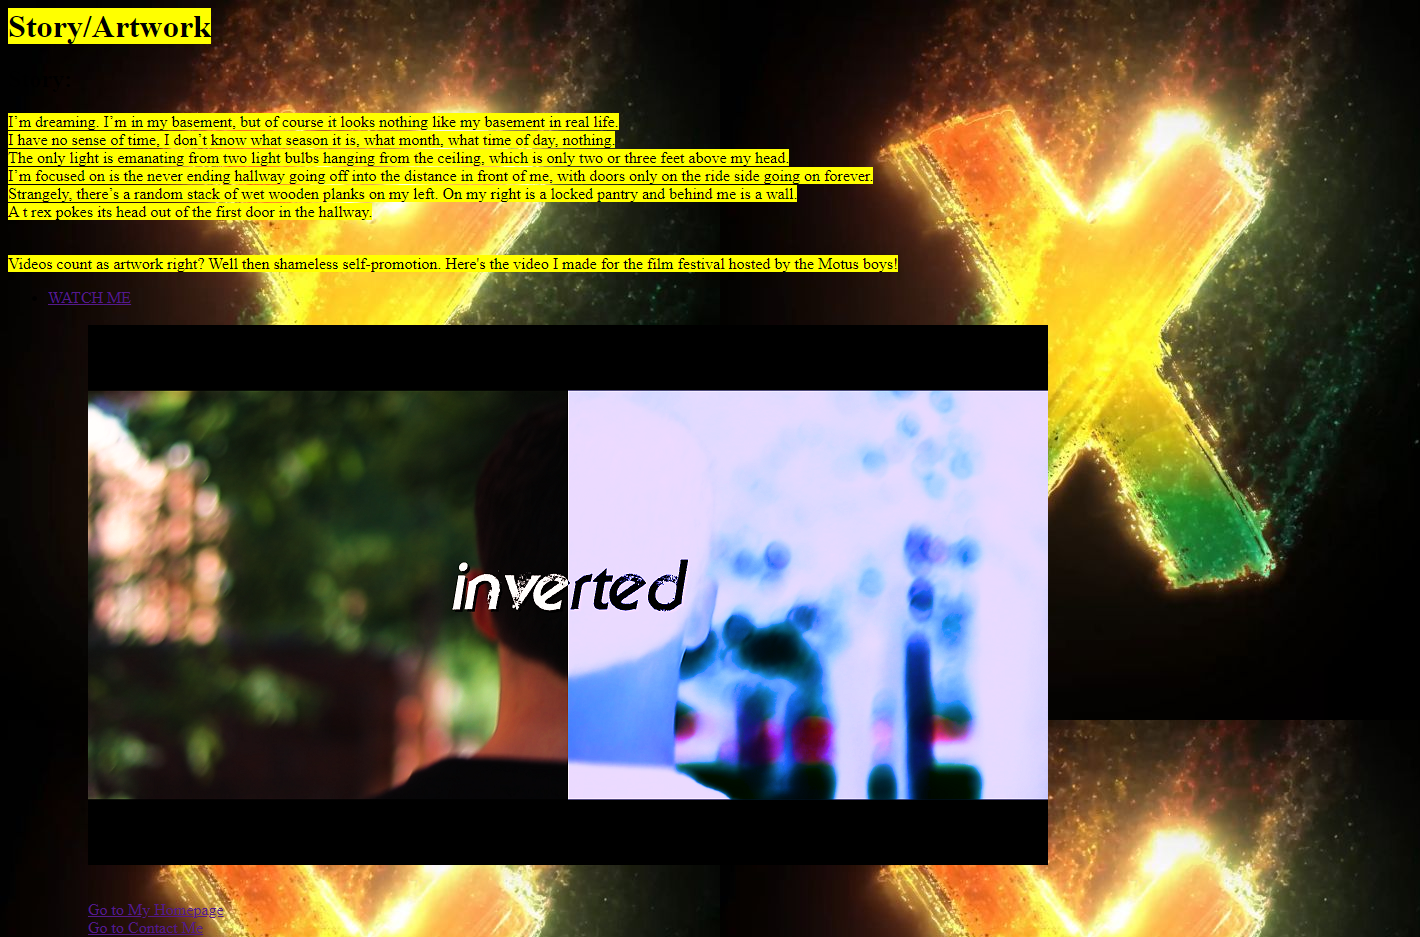 Story/Artwork
I’m dreaming. I’m in my basement, but of course it looks nothing like my basement in real life.
I have no sense of time, I don’t know what season it is, what month, what time of day, nothing.
The only light is emanating from two light bulbs hanging from the ceiling, which is only two or three feet above my head.
I’m focused on is the never ending hallway going off into the distance in front of me, with doors only on the ride side going on forever.
Strangely, there’s a random stack of wet wooden planks on my left. On my right is a locked pantry and behind me is a wall.
A t rex pokes its head out of the first door in the hallway.
Videos count as artwork right? Well then shameless self-promotion. Here's the video I made for the film festival hosted by the Motus boys!
WATCH ME
inverted
Go to My Homepage
Go to Contact Me